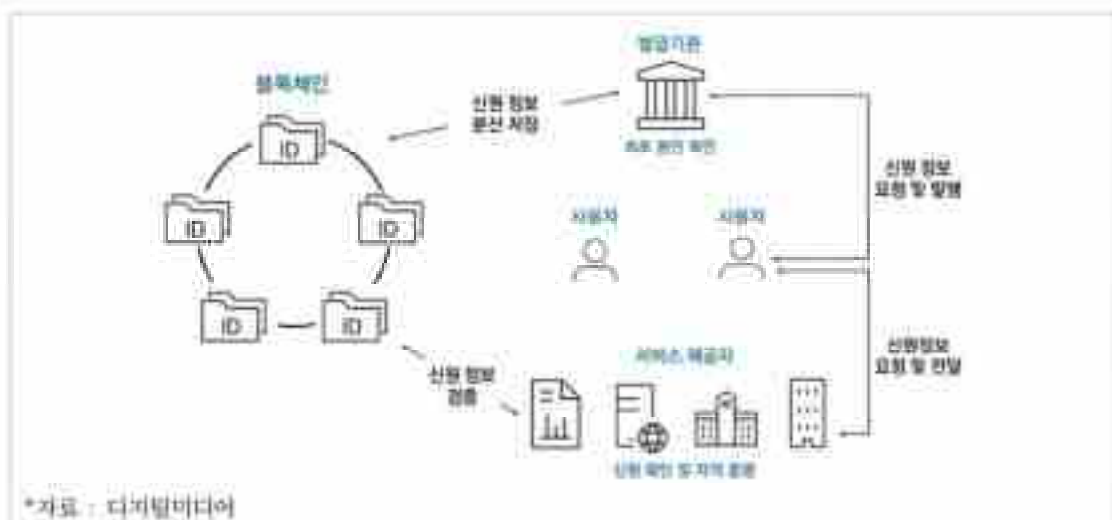 발급기관
블록체인
신원 정보
분산 저장
ID
최초 본인 확인
신원 정보
요청 및 발행
ID
ID
사용자
사용자
ID
ID
서비스 제공자
신원정보
요청 및 전달
신원 정보
검증
신원 확인 및 자격 증명
*자료 : 디지털미디어